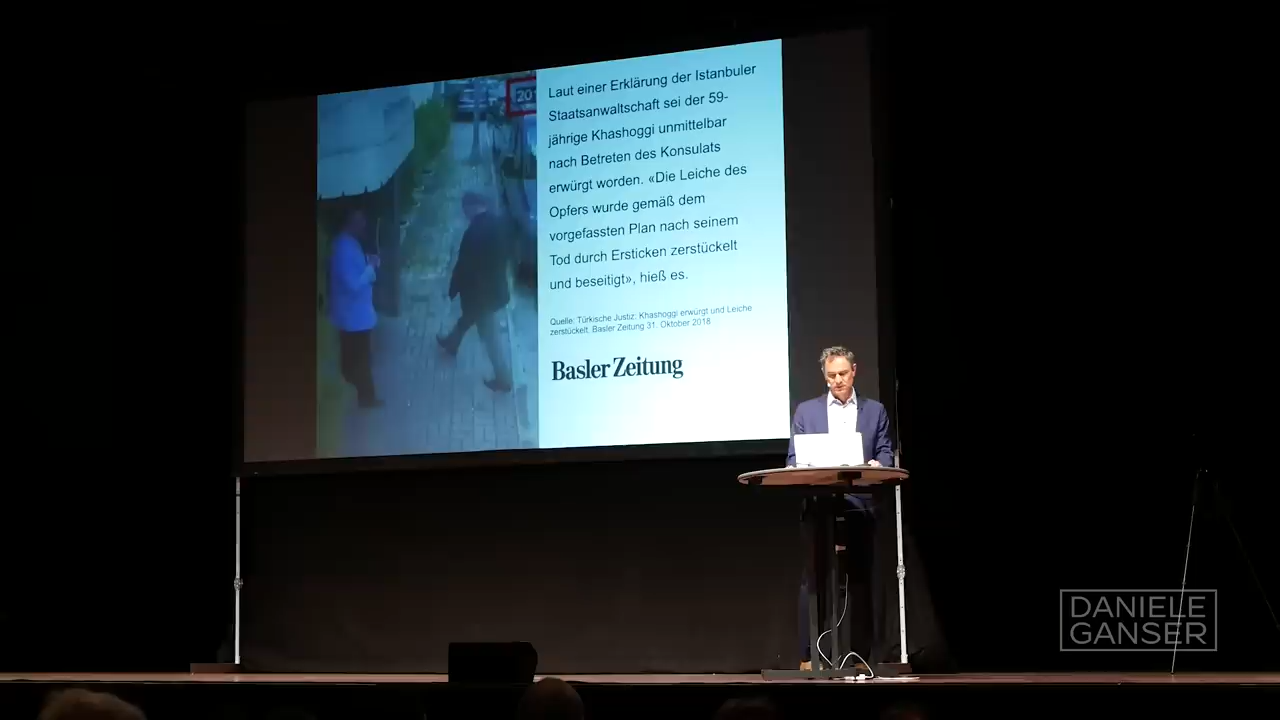 201
Laut einer Erklärung der Istanbuler
Staatsanwaltschaft sei der 59-
jährige Khashoggi unmittelbar
nach Betreten des Konsulats
erwürgt worden. «Die Leiche des
Opfers wurde gemäß dem
vorgefassten Plan nach seinem
Tod durch Ersticken zerstückelt
und beseitigt», hieß es.
Quelle: Türkische Justiz: Khashoggi erwürgt und Leiche
zerstückelt, Basler Zeitung 31. Oktober 2018
Basler Zeitung
DANIELE
GANSER